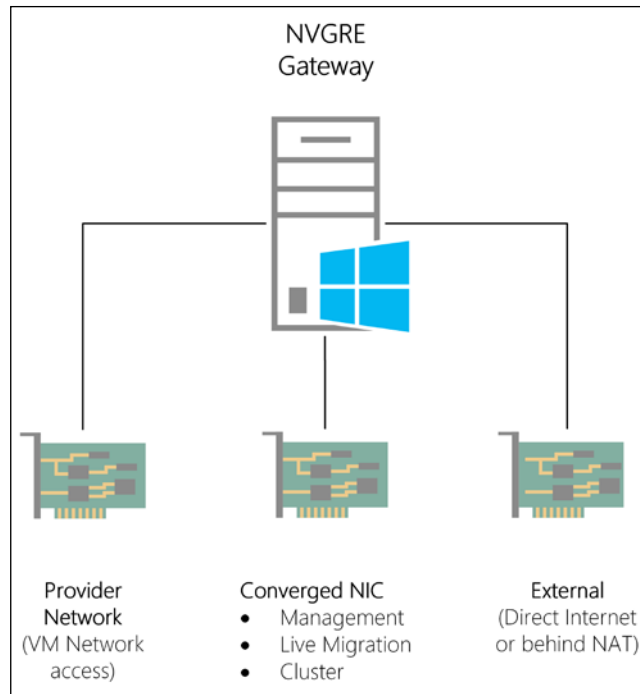 NVGRE
Gateway
Provider
Network
(VM Network
access)
Converged NIC
• Management
• Live Migration
• Cluster
External
(Direct Internet
or behind NAT)